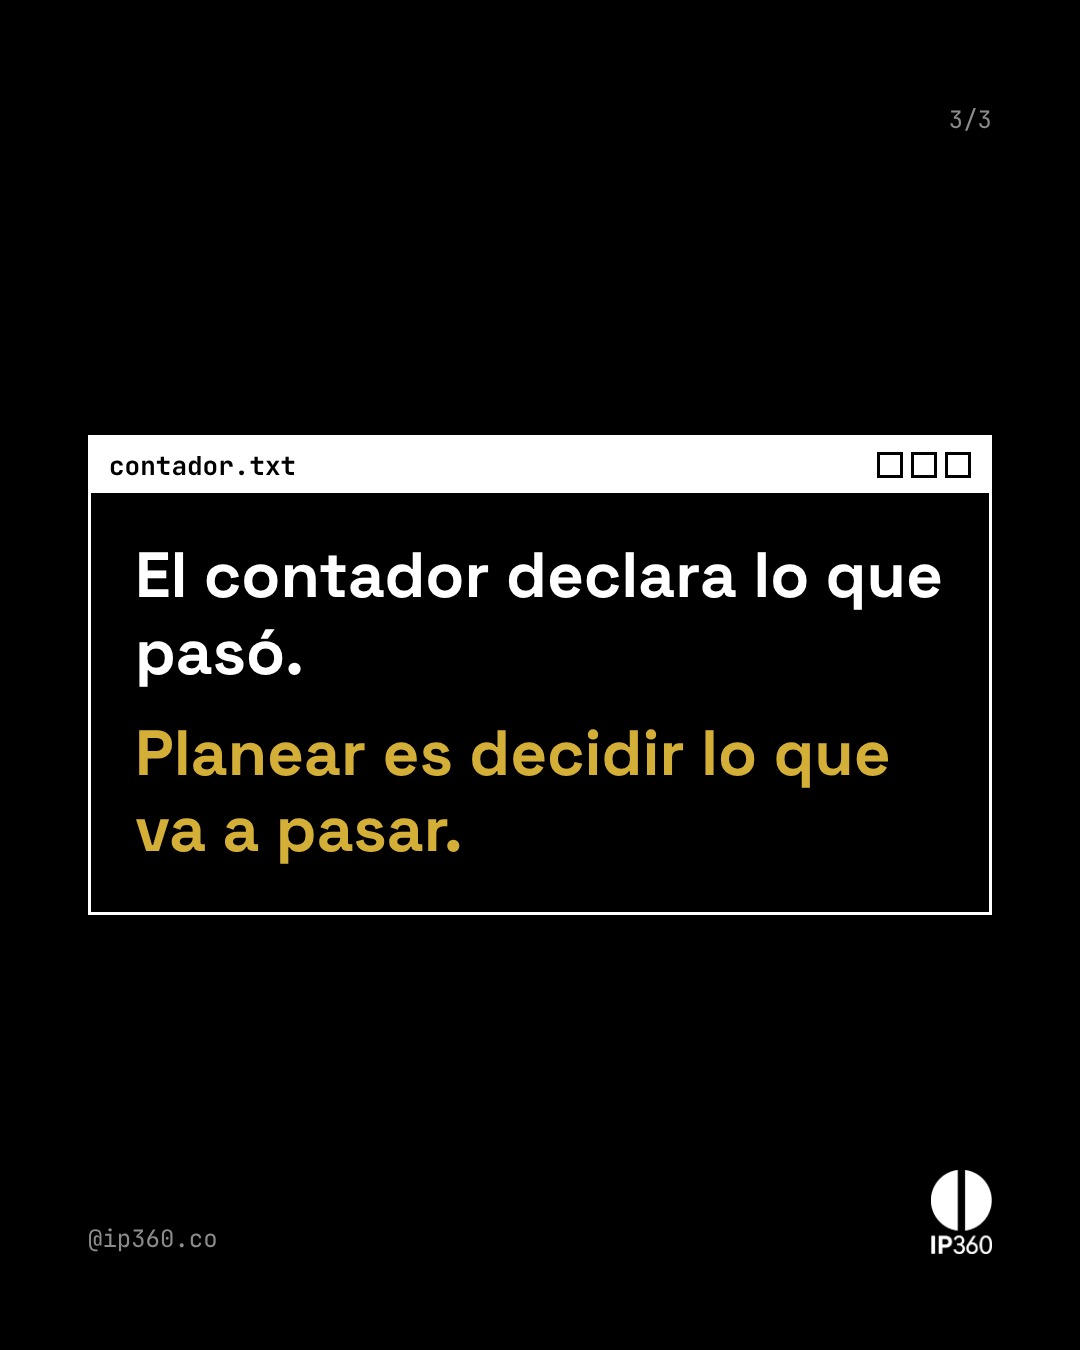 3/3
contador.txt
El contador declara lo que
pasó.
Planear es decidir lo que
va a pasar.
@ip360.co
IP360